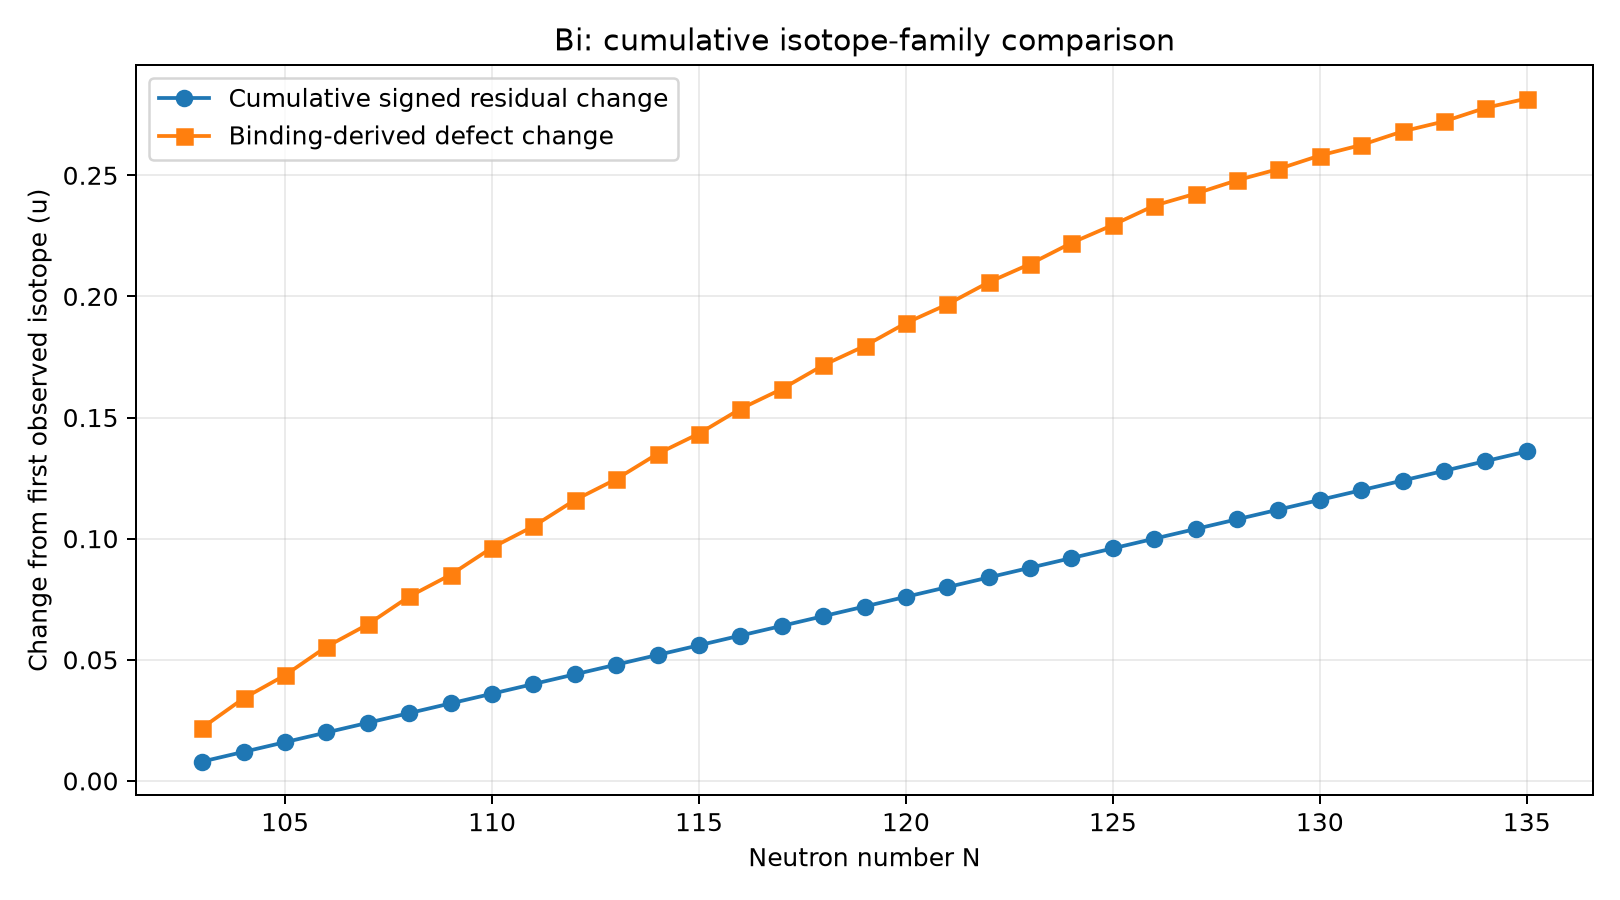 Bi: cumulative isotope-family comparison
Cumulative signed residual change
Binding-derived defect change
Change from first observed isotope (u)
0.25
0.20
0.15
0.10
0.05
0.00
105 110 115 120 125 130 135
Neutron number N